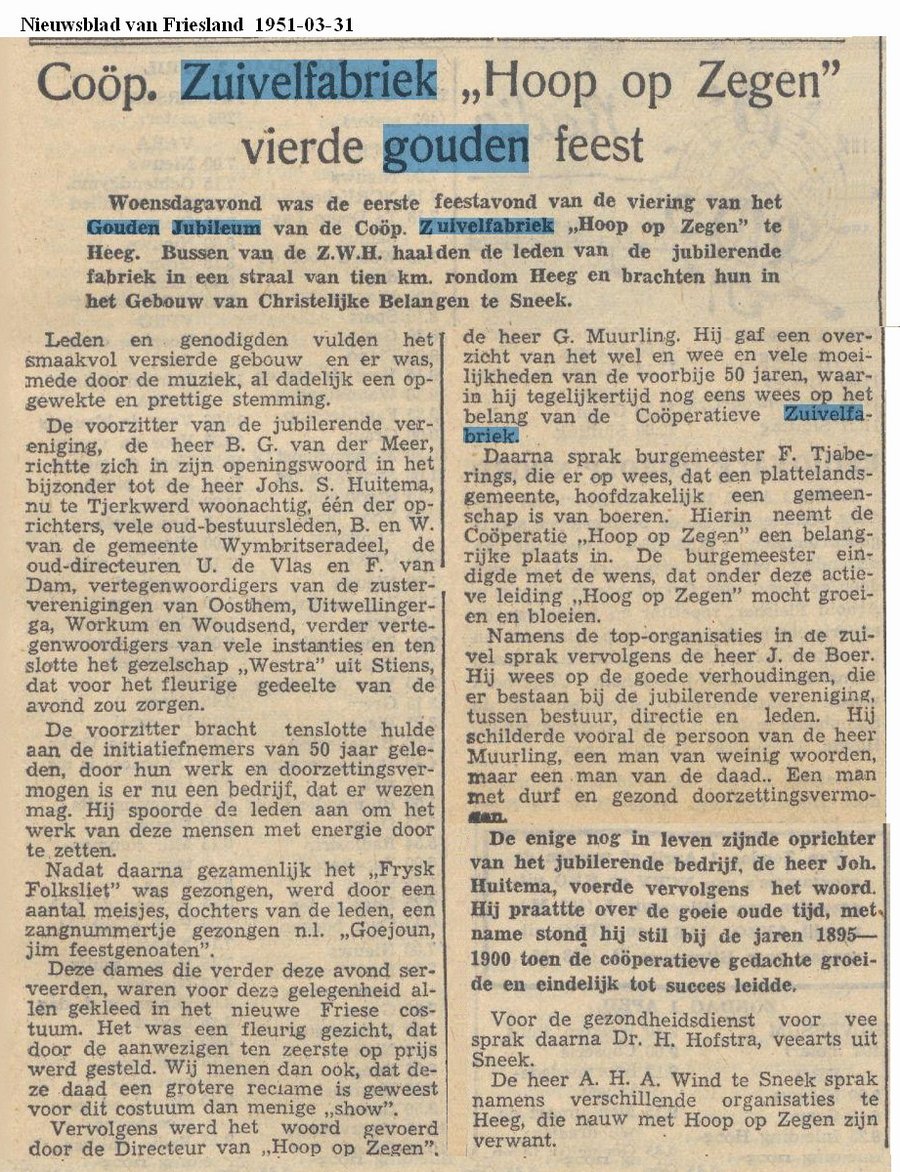 Nieuwsblad van Friesland 1951-03-31
Coöp. Zuivelfabriek „Hoop op Zegen”
vierde gouden feest
Woensdagavond was de eerste feestavond van de viering van het
Gouden Jubileum van de Coöp. Zuivelfabriek „Hoop op Zegen” te
Heeg. Bussen van de Z.W.H. haalden de leden van de jubilerende
fabriek in een straal van tien km. rondom Heeg en brachten hun in
het Gebouw van Christelijke Belangen te Sneek.
Leden en genodigden vulden het
smaakvol versierde gebouw en er was,
mede door de muziek, al dadelijk een op-
gewekte en prettige stemming.
De voorzitter van de jubilerende ver-
eniging, de heer B. G. van der Meer,
richtte zich in zijn openingswoord in het
bijzonder tot de heer Johs. S. Huitema,
nu te Tjerkwerd woonachtig, één der op-
richters, vele oud-bestuursleden, B. en W.
van de gemeente Wymbritseradeel, de
oud-directeuren U. de Vlas en F. van
Dam, vertegenwoordigers van de zuster-
verenigingen van Oosthem, Uitwellinger-
ga, Workum en Woudsend, verder verte-
genwoordigers van vele instanties en ten
slotte het gezelschap „Westra” uit Stiens,
dat voor het fleurige gedeelte van de
avond zou zorgen.
De voorzitter bracht tenslotte hulde
aan de initiatiefnemers van 50 jaar gele-
den, door hun werk en doorzettingsver-
mogen is er nu een bedrijf, dat er wezen
mag. Hij spoorde de leden aan om het
werk van deze mensen met energie door
te zetten.
Nadat daarna gezamenlijk het „Frysk
Folksliet” was gezongen, werd door een
aantal meisjes, dochters van de leden, een
zangnummertje gezongen n.l. „Goejoun,
jim feestgenoaten”.
Deze dames die verder deze avond ser-
veerden, waren voor deze gelegenheid al-
len gekleed in het nieuwe Friese cos-
tuum. Het was een fleurig gezicht, dat
door de aanwezigen ten zeerste op prijs
werd gesteld. Wij menen dan ook, dat de-
ze daad een grotere reclame is geweest
voor dit costuum dan menige „show”.
Vervolgens werd het woord gevoerd
door de Directeur van „Hoop op Zegen”,
de heer G. Muurling. Hij gaf een over-
zicht van het wel en wee en vele moei-
lijkheden van de voorbije 50 jaren, waar-
in hij tegelijkertijd nog eens wees op het
belang van de Coöperatieve Zuivelfa-
briek.
Daarna sprak burgemeester F. Tjabe-
rings, die er op wees, dat een plattelands-
gemeente, hoofdzakelijk een gemeen-
schap is van boeren. Hierin neemt de
Coöperatie „Hoop op Zegen” een belang-
rijke plaats in. De burgemeester ein-
digde met de wens, dat onder deze actie-
ve leiding „Hoog op Zegen” mocht groei-
en en bloeien.
Namens de top-organisaties in de zui-
vel sprak vervolgens de heer J. de Boer.
Hij wees op de goede verhoudingen, die
er bestaan bij de jubilerende vereniging,
tussen bestuur, directie en leden. Hij
schilderde vooral de persoon van de heer
Muurling, een man van weinig woorden,
maar een man van de daad.. Een man
met durf en gezond doorzettingsvermo-
gen.
De enige nog in leven zijnde oprichter
van het jubilerende bedrijf, de heer Joh.
Huitema, voerde vervolgens het woord.
Hij praattte over de goeie oude tijd, met
name stond hij stil bij de jaren 1895—
1900 toen de coöperatieve gedachte groei-
de en eindelijk tot succes leidde.
Voor de gezondheidsdienst voor vee
sprak daarna Dr. H. Hofstra, veearts uit
Sneek.
De heer A. H. A. Wind te Sneek sprak
namens verschillende organisaties te
Heeg, die nauw met Hoop op Zegen zijn
verwant.